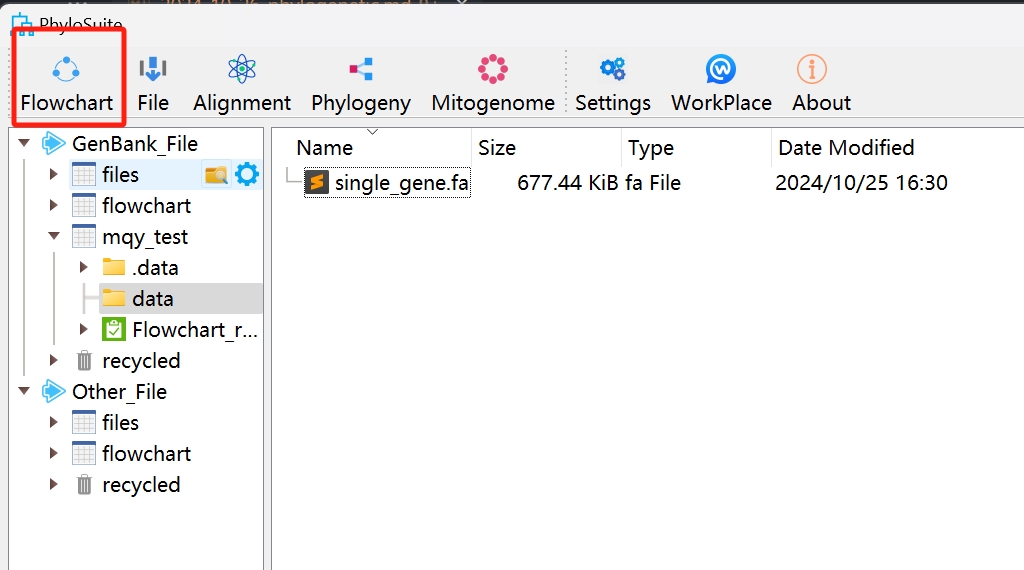 PhyloSuite
Flowchart File Alignment Phylogeny Mitogenome Settings WorkPlace About
GenBank_File
files
flowchart
mqy_test
.data
data
Flowchart_r...
recycled
Other_File
files
flowchart
recycled
Name Size Type Date Modified
single_gene.fa 677.44 KiB fa File 2024/10/25 16:30